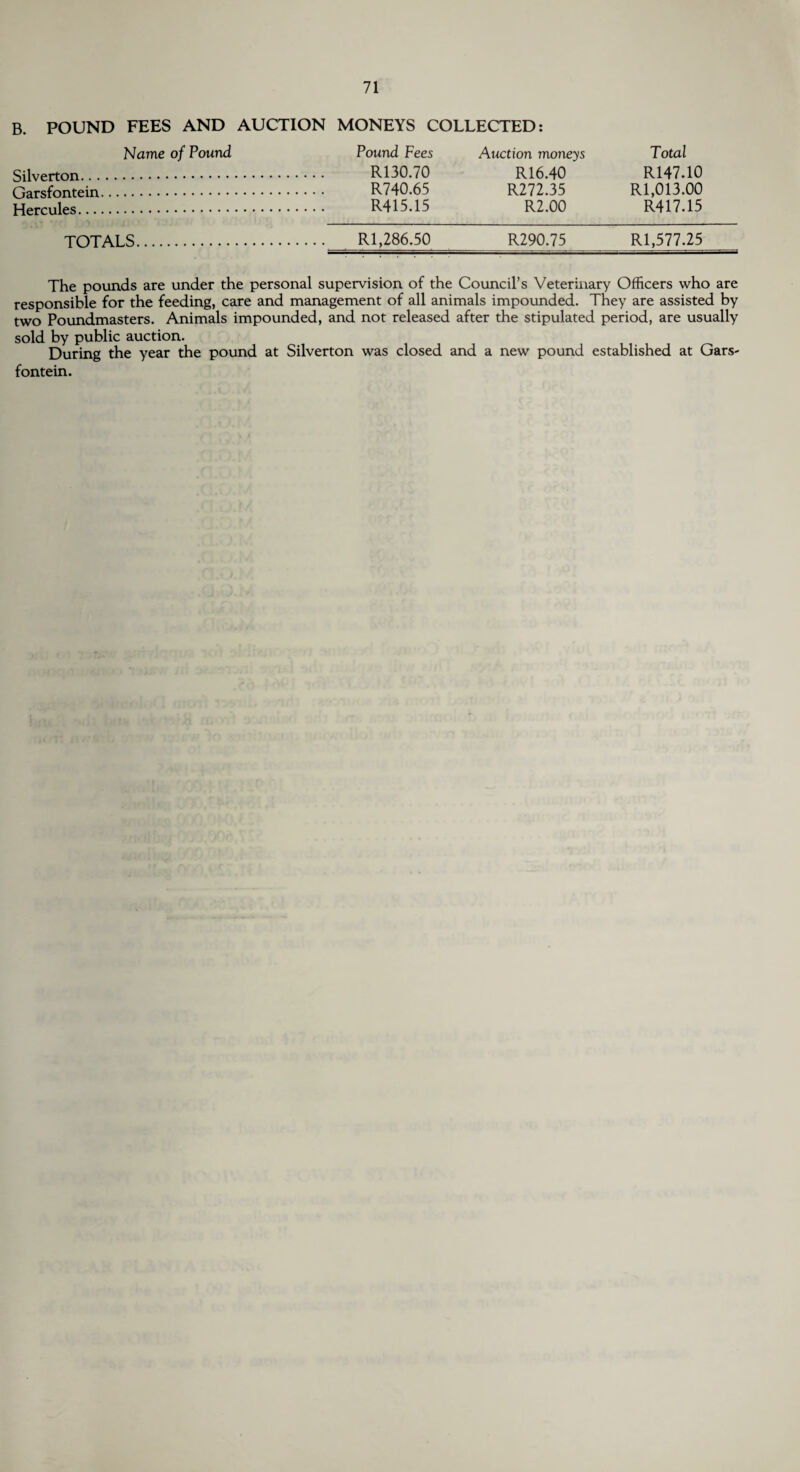 71
B. POUND FEES AND AUCTION MONEYS COLLECTED:
Name of Pound Pound Fees Auction moneys Total
Silverton........................... R130.70 R16.40 R147.10
Garsfontein......................... R740.65 R272.35 R1,013.00
Hercules............................ R415.15 R2.00 R417.15
TOTALS........................ R1,286.50 R290.75 R1,577.25
The pounds are under the personal supervision of the Council's Veterinary Officers who are
responsible for the feeding, care and management of all animals impounded. They are assisted by
two Poundmasters. Animals impounded, and not released after the stipulated period, are usually
sold by public auction.
During the year the pound at Silverton was closed and a new pound established at Gars-
fontein.